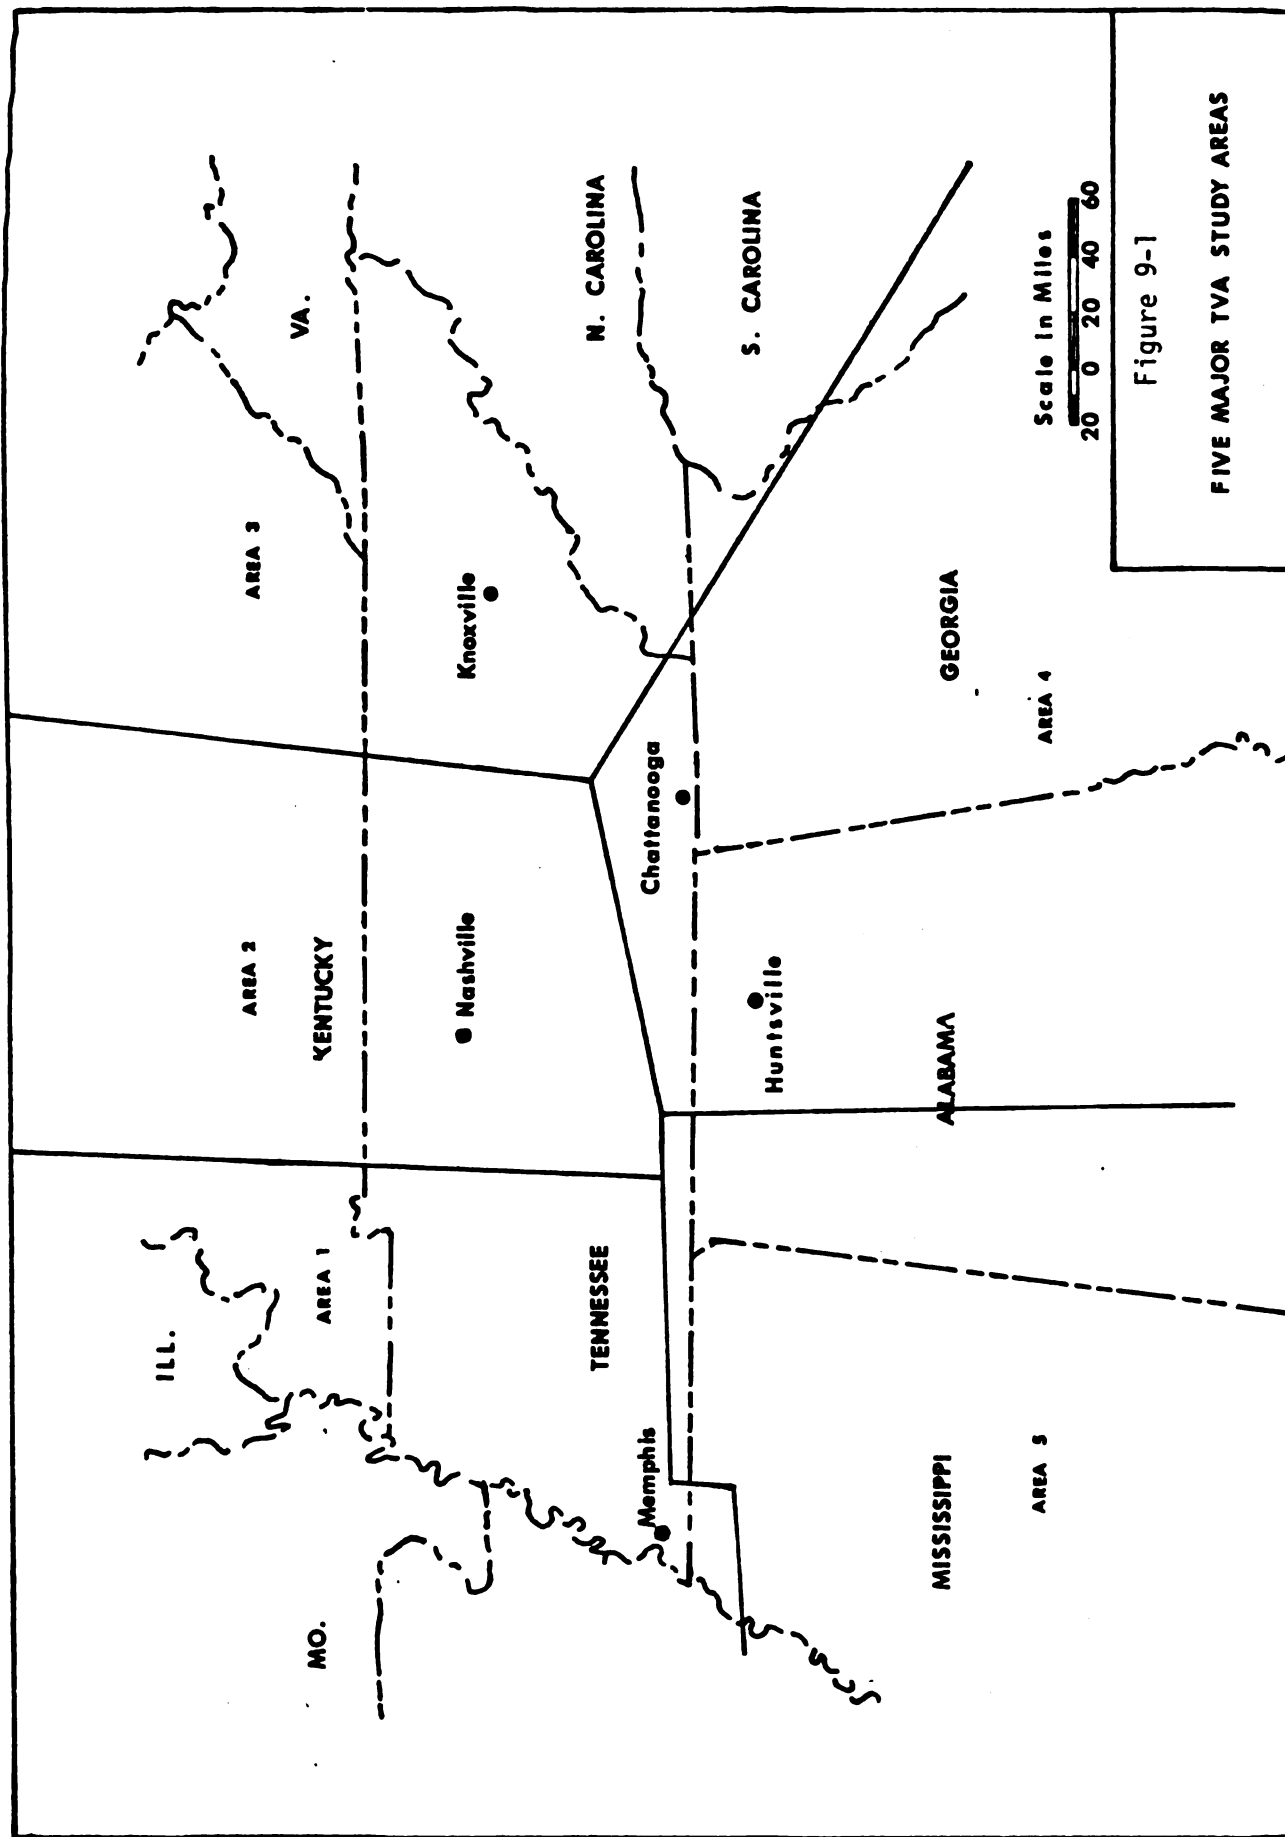 ILL.
MO.
VA.
AREA 1
AREA 2
AREA 3
KENTUCKY
Nashville
Knoxville
TENNESSEE
N. CAROLINA
Memphis
Chattanooga
S. CAROLINA
Huntsville
MISSISSIPPI
ALABAMA
GEORGIA
AREA 5
AREA 4
Scale in Miles
20 0 20 40 60
Figure 9-1
FIVE MAJOR TVA STUDY AREAS